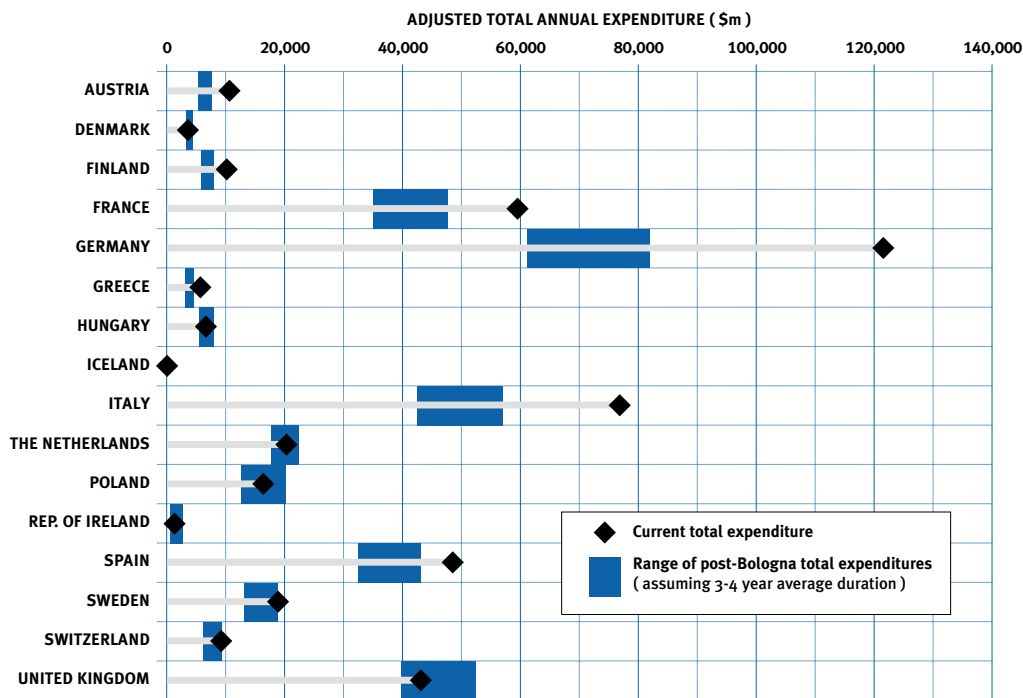 ADJUSTED TOTAL ANNUAL EXPENDITURE ( $m )
0 20,000 40,000 60,000 80,000 100,000 120,000 140,000
AUSTRIA
DENMARK
FINLAND
FRANCE
GERMANY
GREECE
HUNGARY
ICELAND
ITALY
THE NETHERLANDS
POLAND
REP. OF IRELAND
SPAIN
SWEDEN
SWITZERLAND
UNITED KINGDOM
Current total expenditure
Range of post-Bologna total expenditures
( assuming 3-4 year average duration )